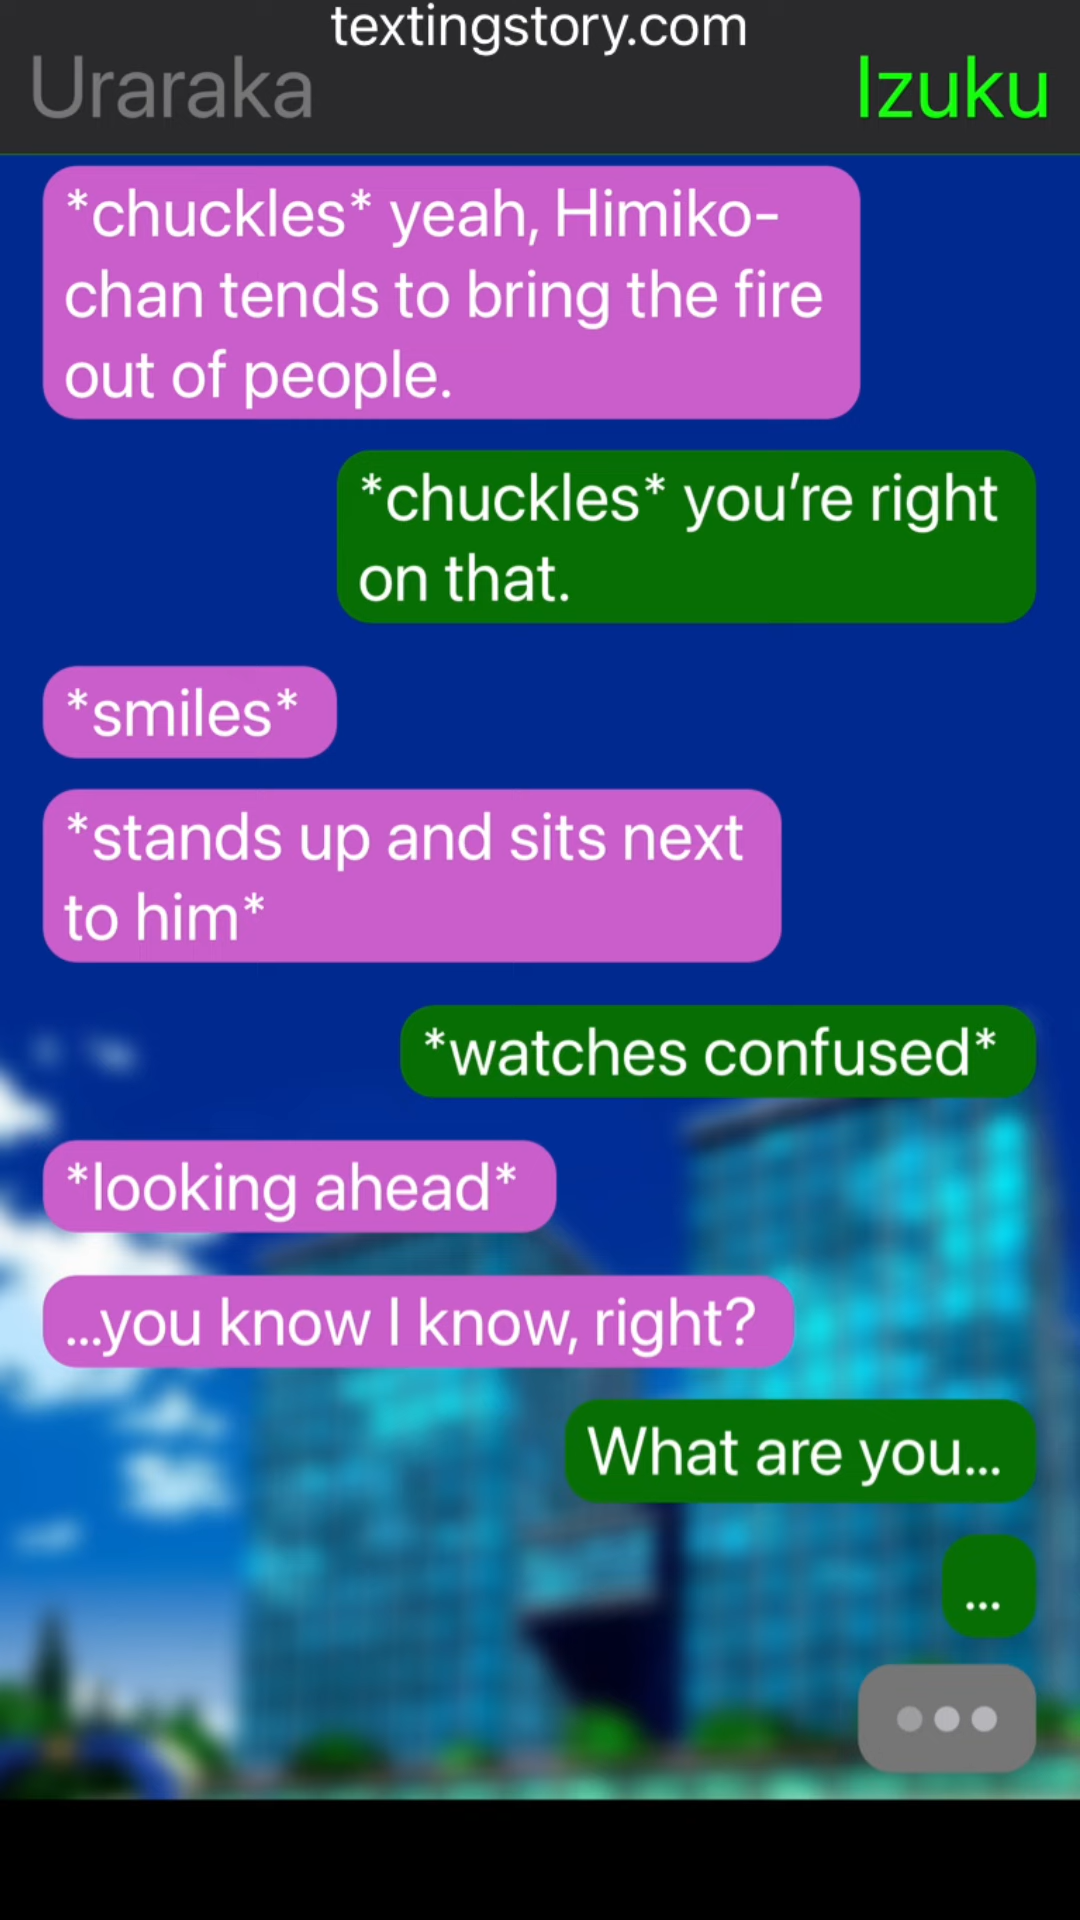 textingstory.com
Uraraka
Izuku
*chuckles* yeah, Himiko-
chan tends to bring the fire
out of people.
*chuckles* you’re right
on that.
*smiles*
*stands up and sits next
to him*
*watches confused*
*looking ahead*
...you know I know, right?
What are you...
...